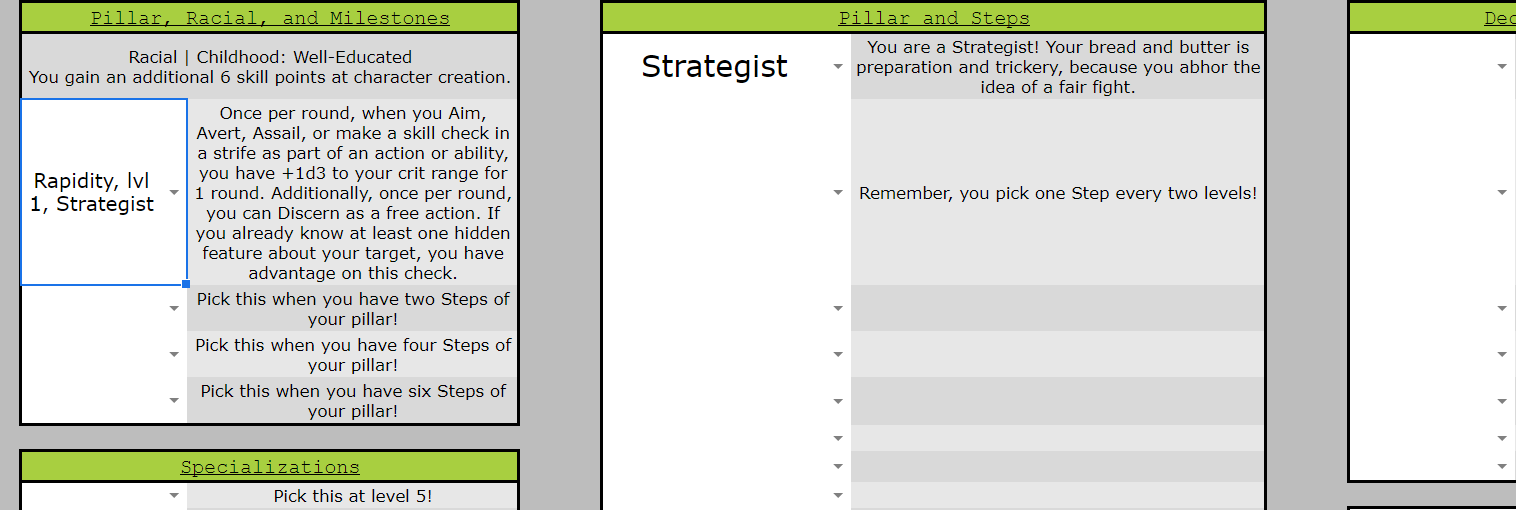 Pillar, Racial, and Milestones
Racial | Childhood: Well-Educated
You gain an additional 6 skill points at character creation.
Rapidity, lvl
1, Strategist
Once per round, when you Aim,
Avert, Assail, or make a skill check in
a strife as part of an action or ability,
you have +1d3 to your crit range for
1 round. Additionally, once per round,
you can Discern as a free action. If
you already know at least one hidden
feature about your target, you have
advantage on this check.
Pick this when you have two Steps of
your pillar!
Pick this when you have four Steps of
your pillar!
Pick this when you have six Steps of
your pillar!
Specializations
Pick this at level 5!
Pillar and Steps
Strategist
You are a Strategist! Your bread and butter is
preparation and trickery, because you abhor the
idea of a fair fight.
Remember, you pick one Step every two levels!